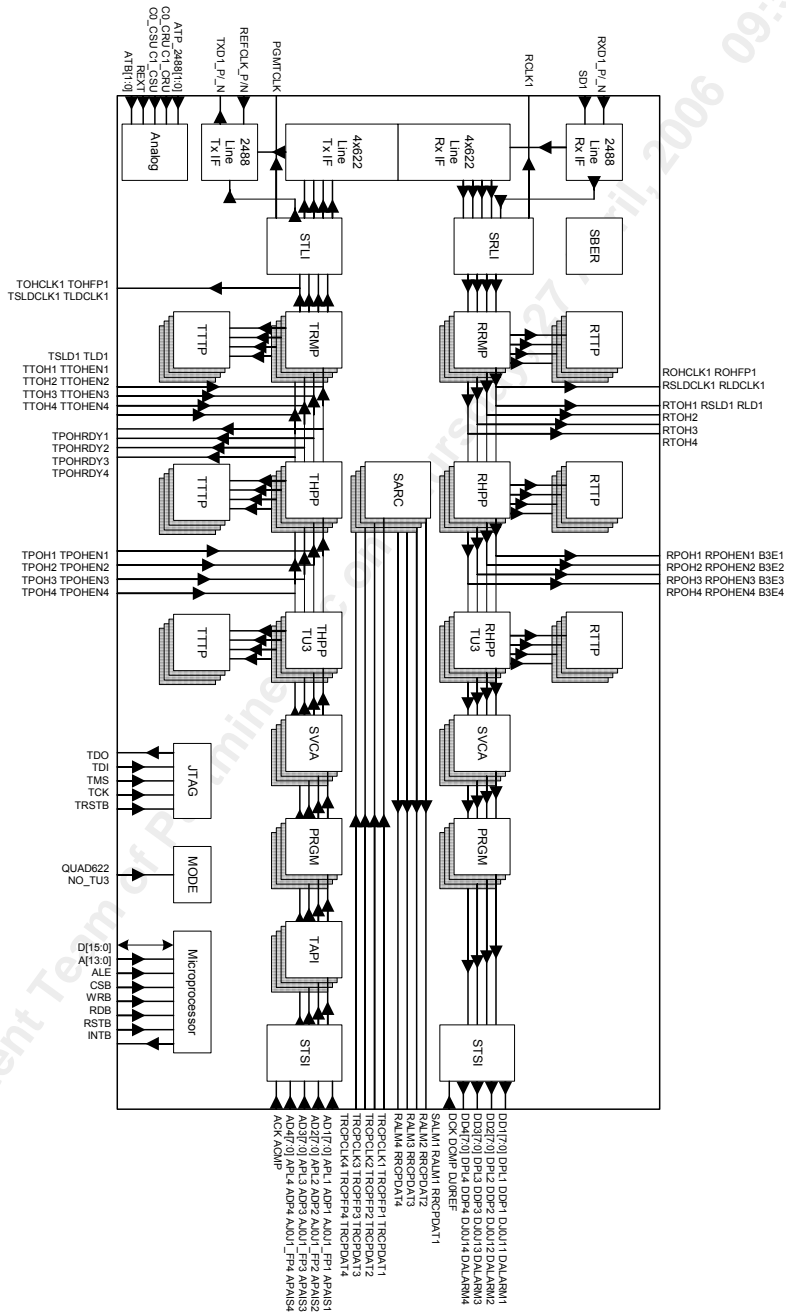 ATP_2488[1:0]
C0_CRU C1_CRU
C0_CSU C1_CSU
REXT
ATB[1:0]
REFCLK_P/N
TXD1_P/_N
PGMTCLK
RCLK1
RXD1_P/_N
SD1
Analog
2488
Line
Tx IF
4x622
Line
Tx IF
4x622
Line
Rx IF
2488
Line
Rx IF
STLI
SRLI
SBER
TOHCLK1 TOHFP1
TSLDCLK1 TLDCLK1
TTTP
TRMP
RRMP
RTTP
TSLD1 TLD1
TTOH1 TTOHEN1
TTOH2 TTOHEN2
TTOH3 TTOHEN3
TTOH4 TTOHEN4
ROHCLK1 ROHFP1
RSLDCLK1 RLDCLK1
RTOH1 RSLD1 RLD1
RTOH2
RTOH3
RTOH4
TPOHRDY1
TPOHRDY2
TPOHRDY3
TPOHRDY4
TTTP
THPP
SARC
RHPP
RTTP
TPOH1 TPOHEN1
TPOH2 TPOHEN2
TPOH3 TPOHEN3
TPOH4 TPOHEN4
RPOH1 RPOHEN1 B3E1
RPOH2 RPOHEN2 B3E2
RPOH3 RPOHEN3 B3E3
RPOH4 RPOHEN4 B3E4
TTTP
THPP
TU3
RHPP
TU3
RTTP
SVCA
SVCA
TDO
TDI
TMS
TCK
TRSTB
JTAG
PRGM
PRGM
QUAD622
NO_TU3
MODE
TAPI
D[15:0]
A[13:0]
ALE
CSB
WRB
RDB
RSTB
INTB
Microprocessor
STSI
STSI
DD1[7:0] DPL1 DDP1 DJ0J11 DALARM1
DD2[7:0] DPL2 DDP2 DJ0J12 DALARM2
DD3[7:0] DPL3 DDP3 DJ0J13 DALARM3
DD4[7:0] DPL4 DDP4 DJ0J14 DALARM4
DCK DCMP DJ0REF
SALM1 RALM1 RRCPDAT1
RALM2 RRCPDAT2
RALM3 RRCPDAT3
RALM4 RRCPDAT4
TRCPCLK1 TRCPFP1 TRCPDAT1
TRCPCLK2 TRCPFP2 TRCPDAT2
TRCPCLK3 TRCPFP3 TRCPDAT3
TRCPCLK4 TRCPFP4 TRCPDAT4
AD1[7:0] APL1 ADP1 AJ0J1_FP1 APAIS1
AD2[7:0] APL2 ADP2 AJ0J1_FP2 APAIS2
AD3[7:0] APL3 ADP3 AJ0J1_FP3 APAIS3
AD4[7:0] APL4 ADP4 AJ0J1_FP4 APAIS4
ACK ACMP
2006 09: